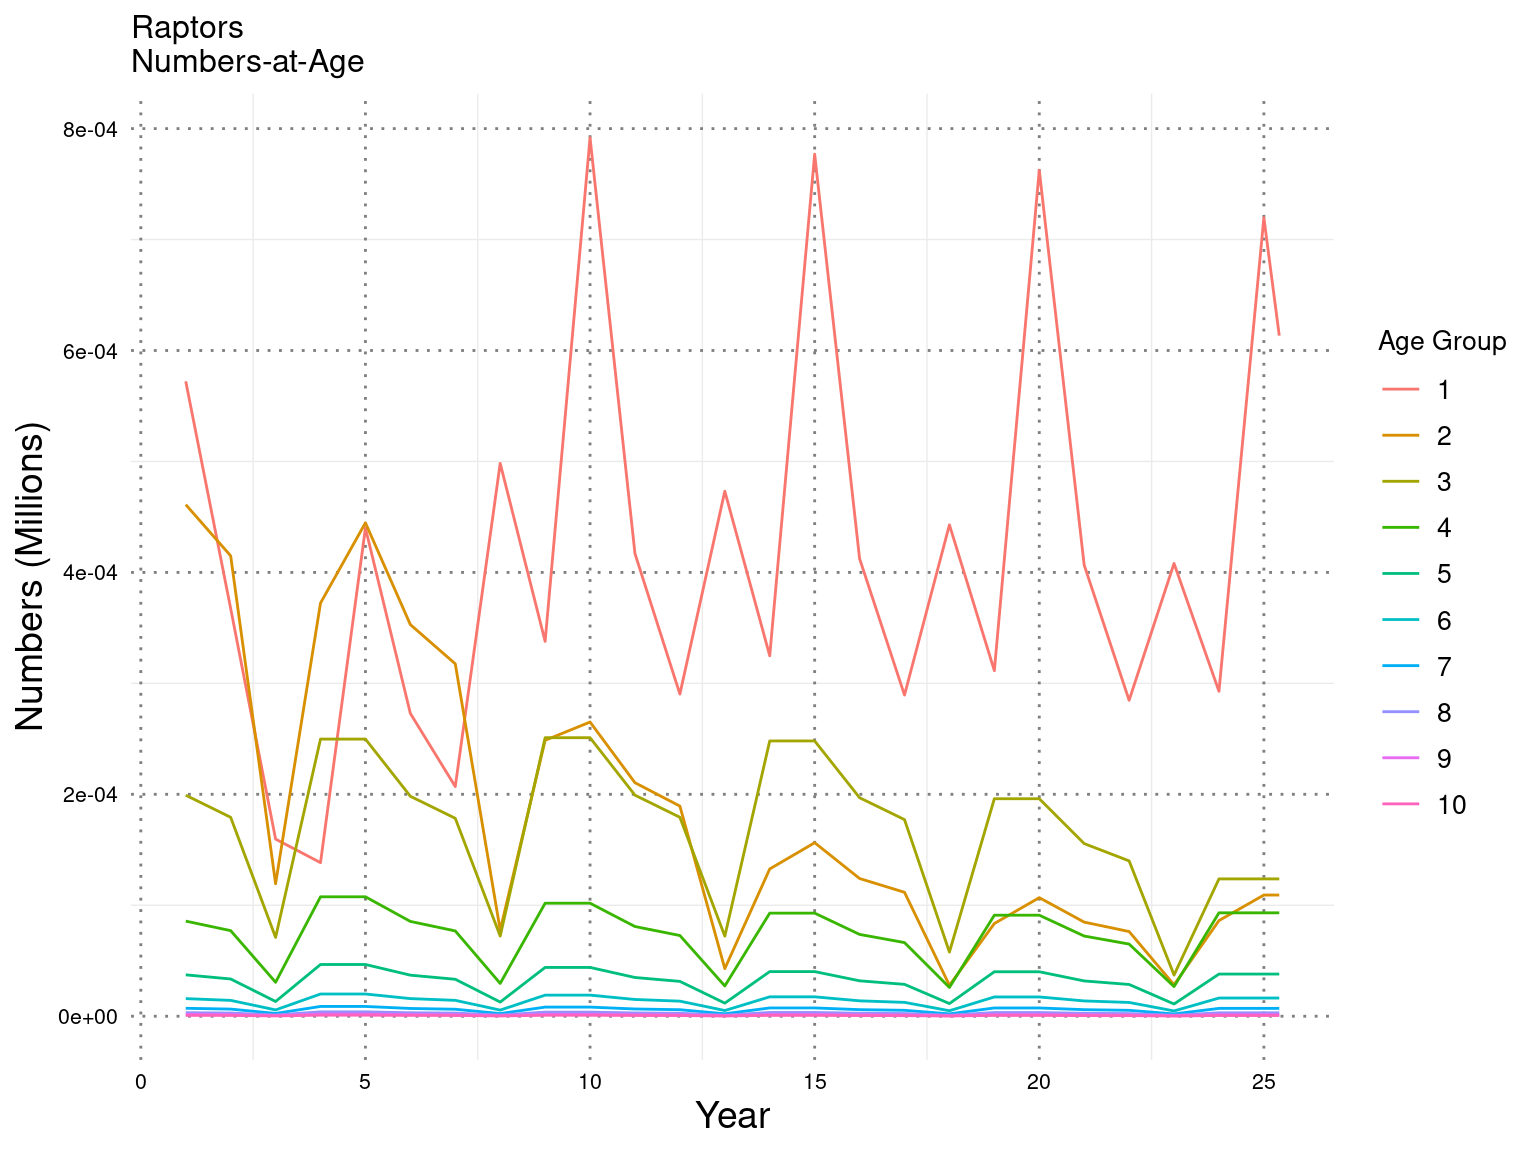 Raptors
Numbers-at-Age
8e-04
6e-04
4e-04
2e-04
0e+00
Numbers (Millions)
0 5 10 15 20 25
Year
Age Group
1
2
3
4
5
6
7
8
9
10